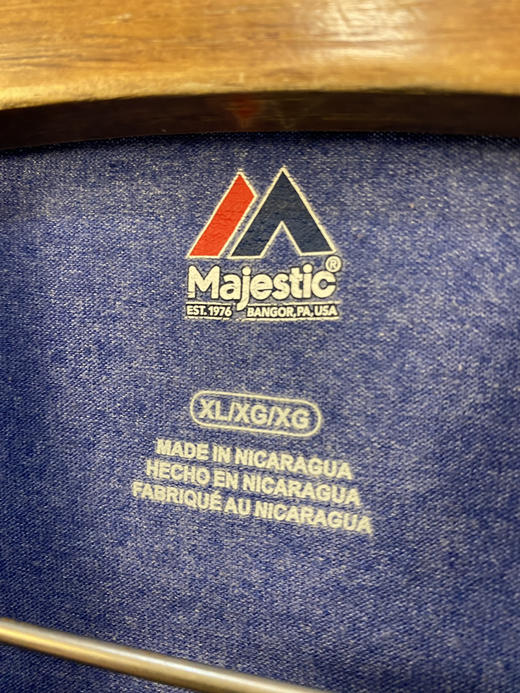 Majestic®
EST. 1976 BANGOR, PA, USA
XL/XG/XG
MADE IN NICARAGUA
HECHO EN NICARAGUA
FABRIQUÉ AU NICARAGUA